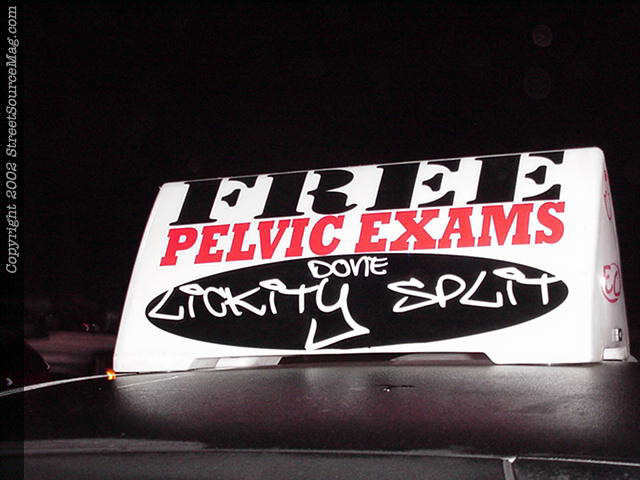 FREE
PELVIC EXAMS
DONE
LICKITY SPLIT
Copyright 2002 StreetSourceMag.com